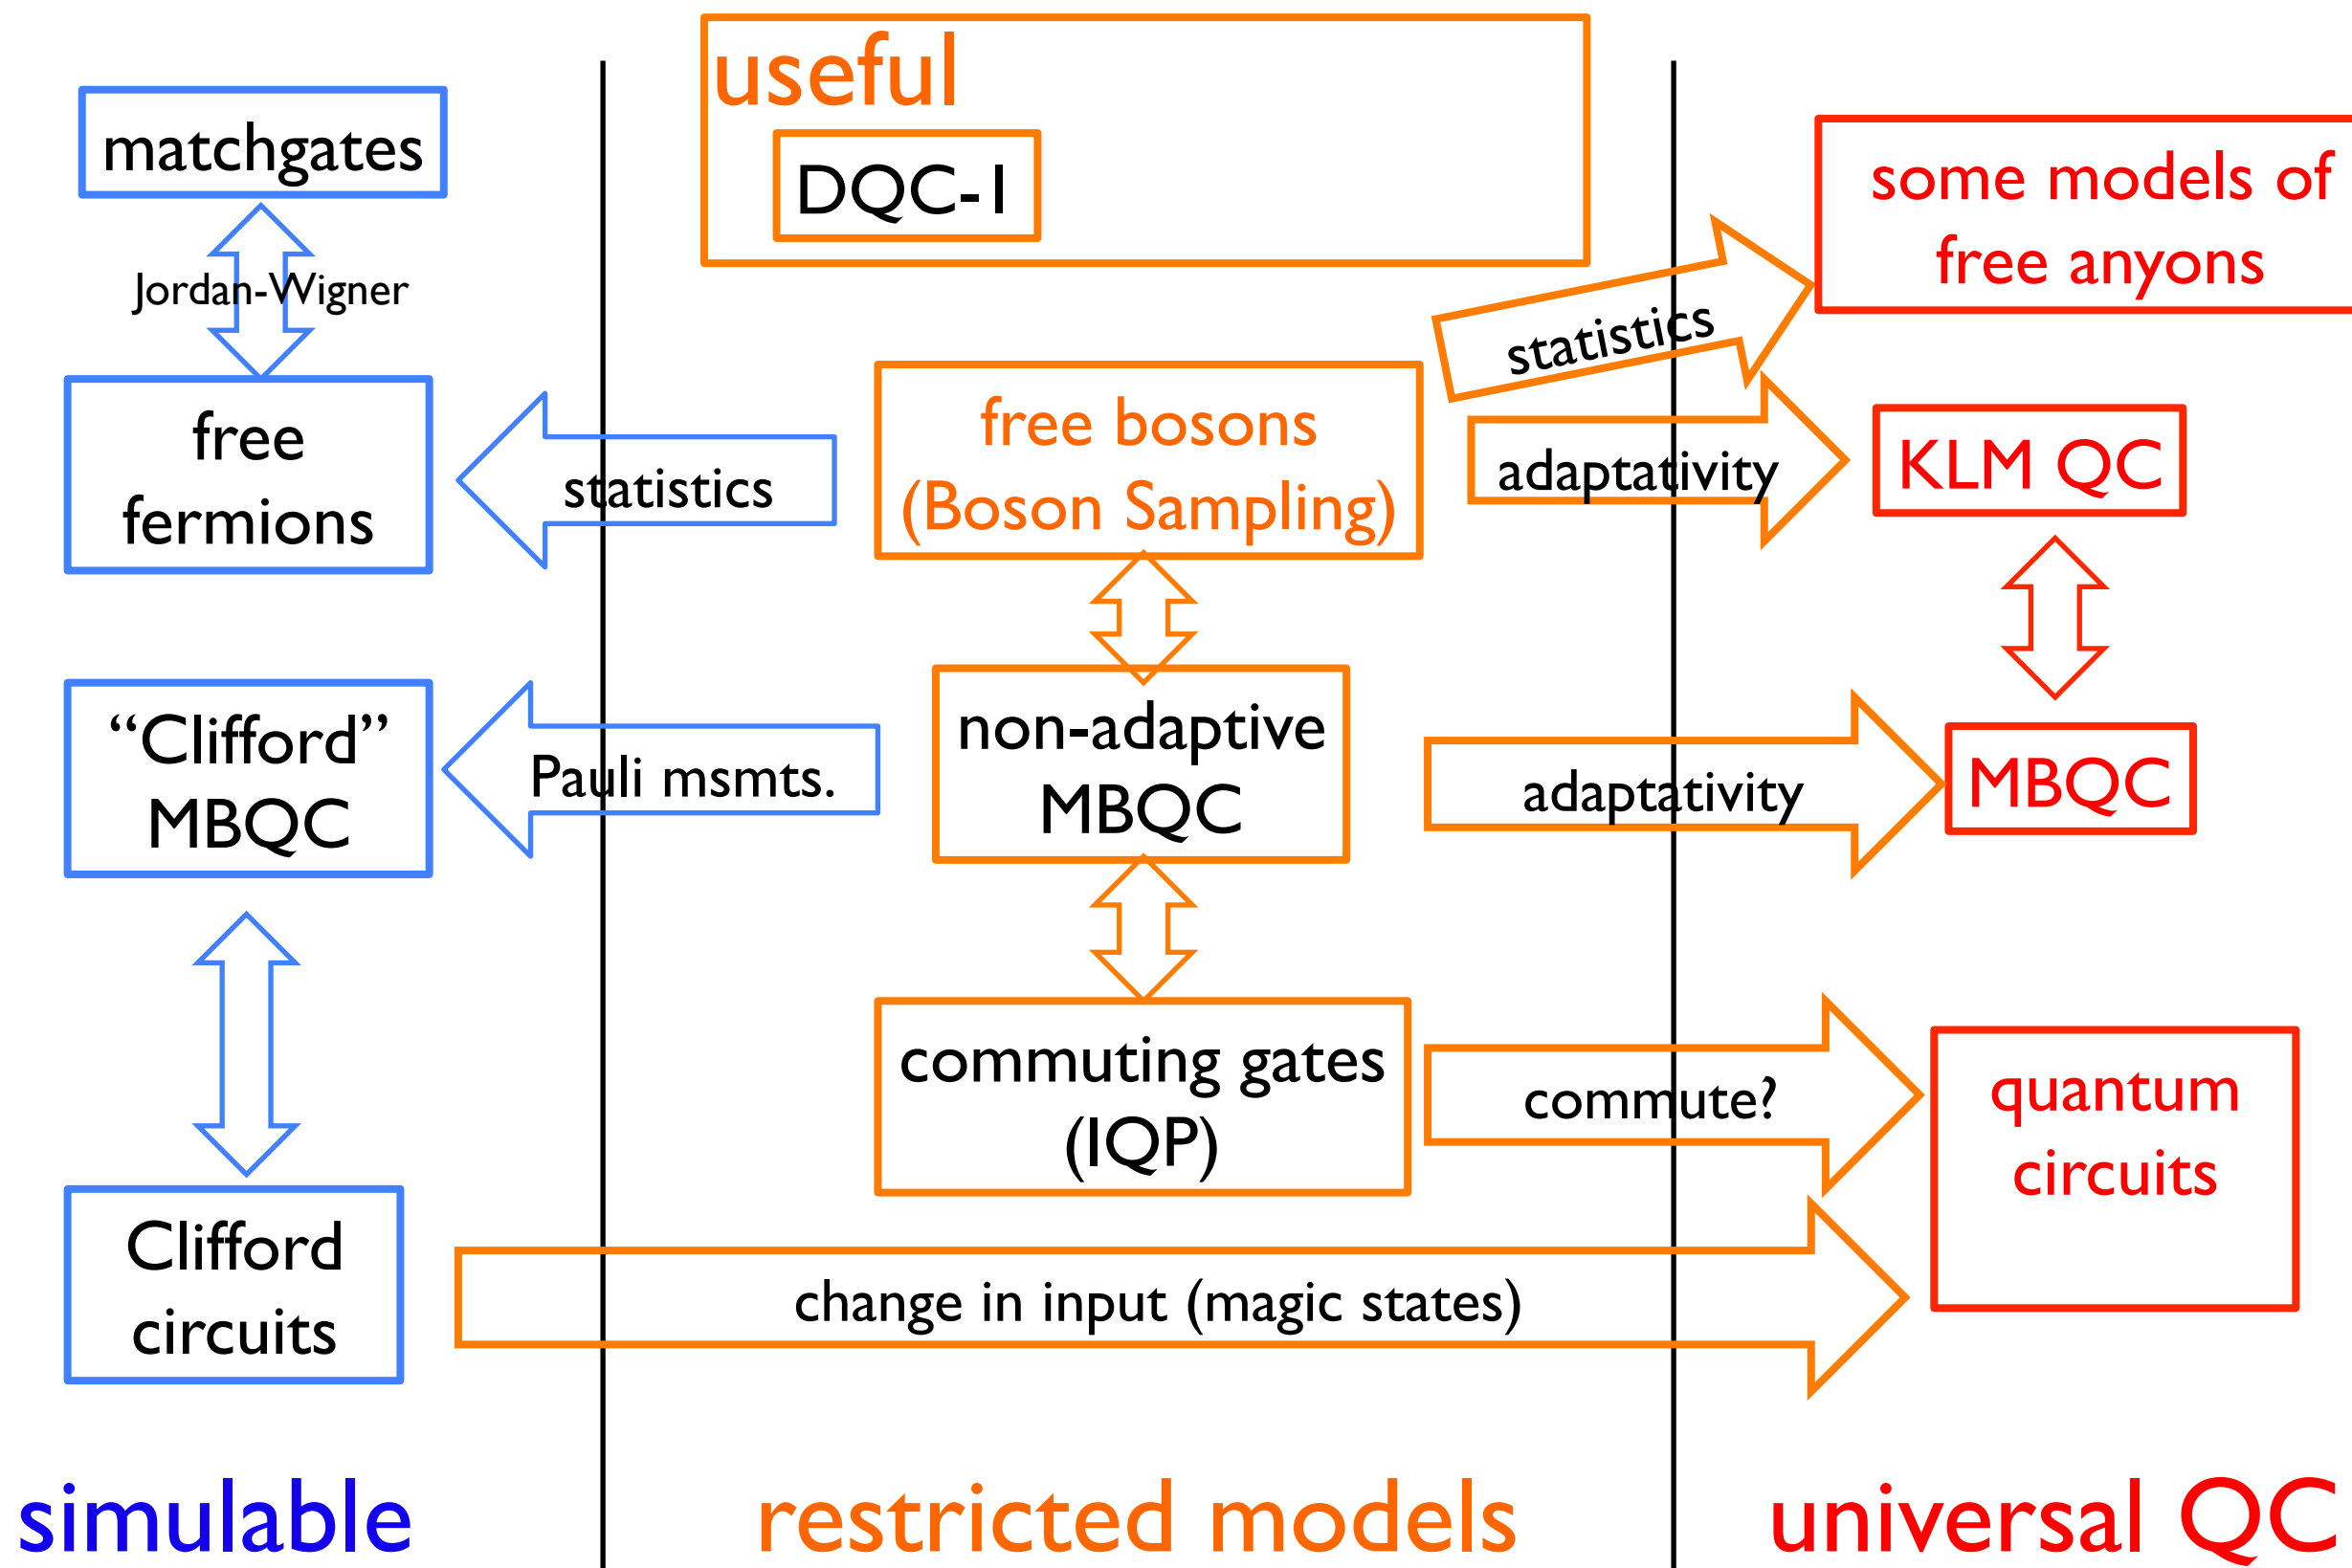 useful
matchgates
DQC-1
some models of
free anyons
Jordan-Wigner
statistics
free
fermions
statistics
free bosons
(Boson Sampling)
adaptativity
KLM QC
“Clifford”
MBQC
Pauli msmts.
non-adaptive
MBQC
adaptativity
MBQC
commuting gates
(IQP)
commute?
quantum
circuits
Clifford
circuits
change in input (magic states)
simulable
restricted models
universal QC